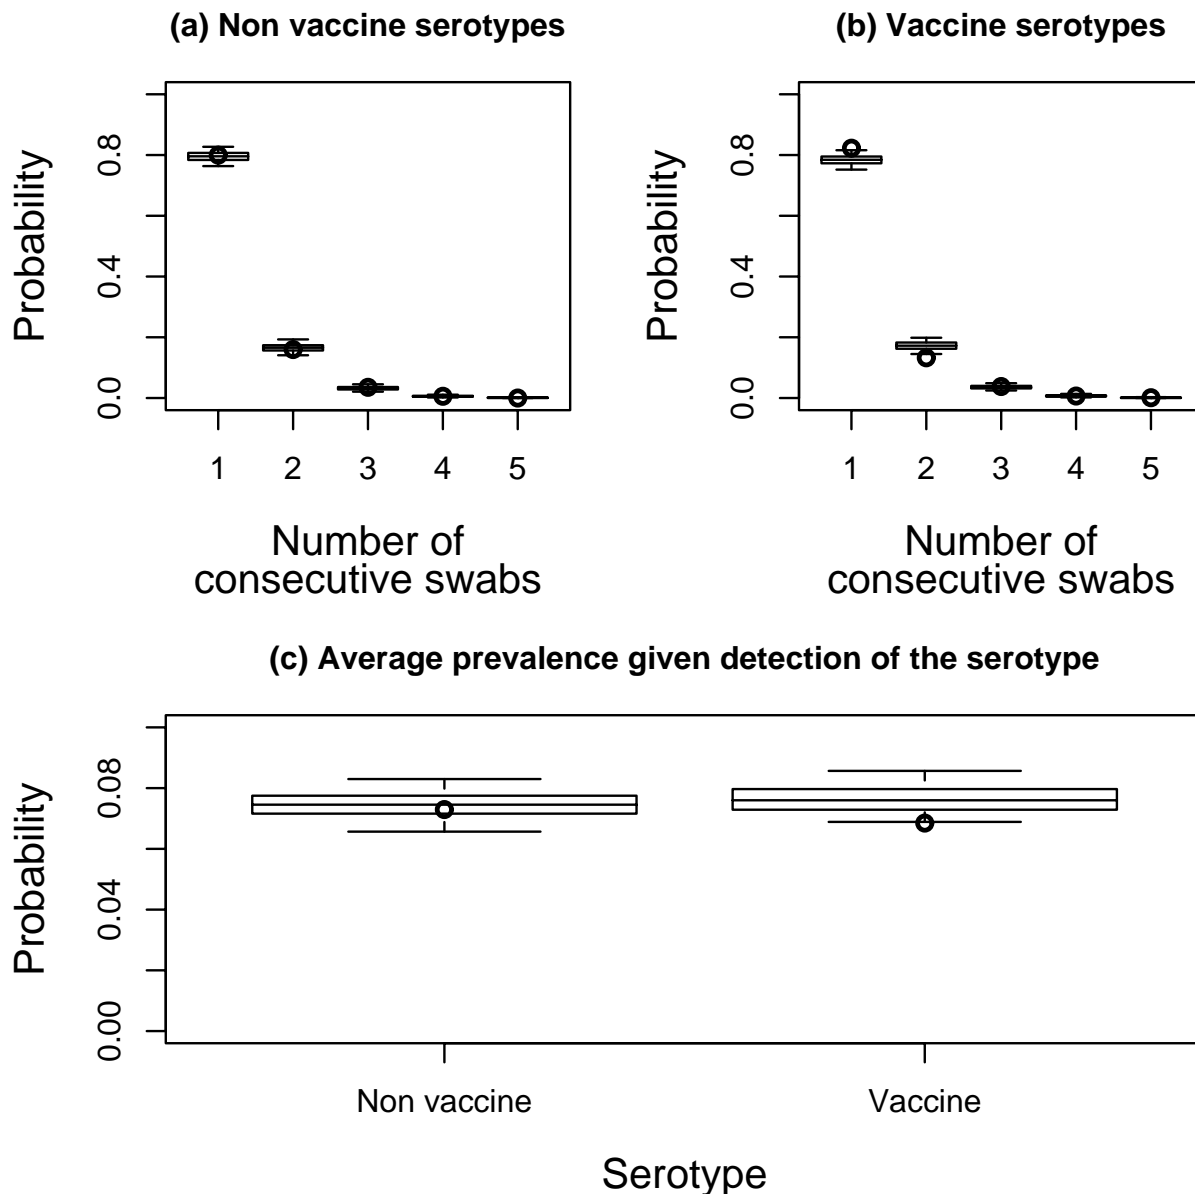 (a) Non vaccine serotypes
Probability
0.8
0.4
0.0
1 2 3 4 5
Number of
consecutive swabs
(b) Vaccine serotypes
Probability
0.8
0.4
0.0
1 2 3 4 5
Number of
consecutive swabs
(c) Average prevalence given detection of the serotype
Probability
0.08
0.04
0.00
Non vaccine Vaccine
Serotype